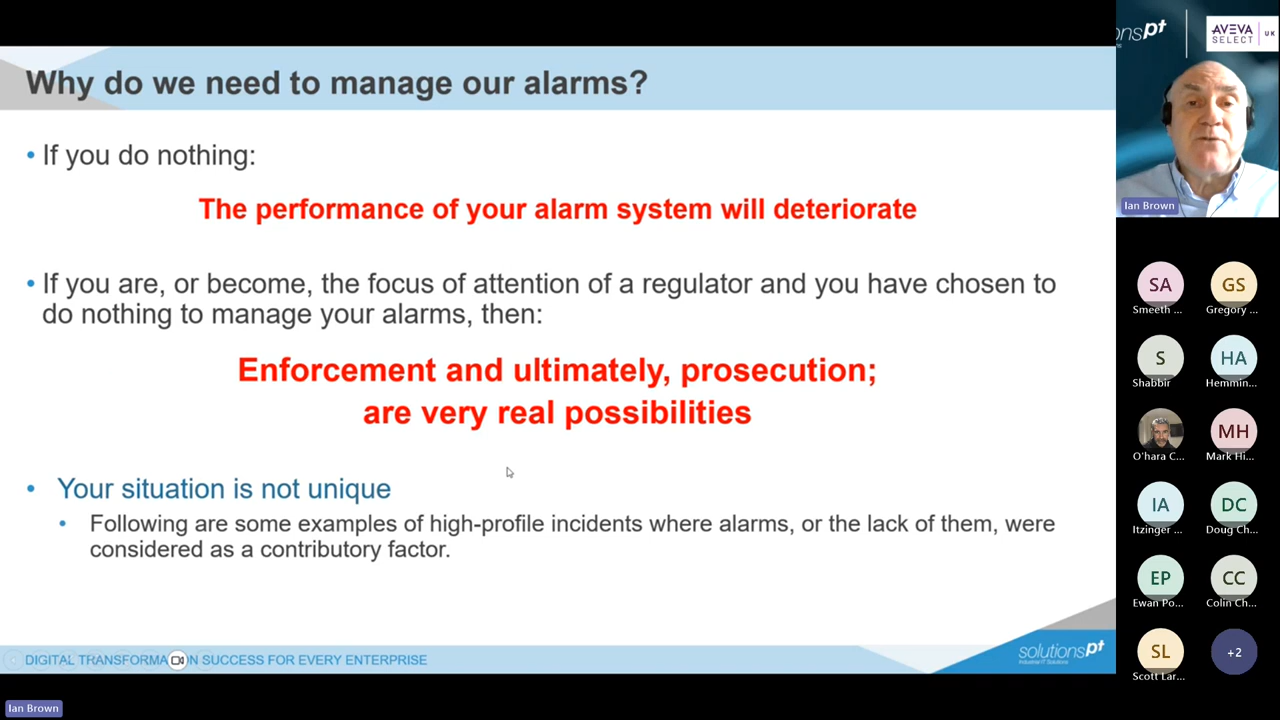 Why do we need to manage our alarms?
• If you do nothing:
The performance of your alarm system will deteriorate
• If you are, or become, the focus of attention of a regulator and you have chosen to
do nothing to manage your alarms, then:
Enforcement and ultimately, prosecution;
are very real possibilities
• Your situation is not unique
• Following are some examples of high-profile incidents where alarms, or the lack of them, were
considered as a contributory factor.
DIGITAL TRANSFORMA ON SUCCESS FOR EVERY ENTERPRISE
solutionspt
Industrial IT Solutions
Ian Brown
onspt
AVEVA
SELECT
UK
Ian Brown
SA
GS
Smeeth ...
Gregory ...
S
HA
Shabbir
Hemmin...
MH
O'hara C...
Mark Hi...
IA
DC
Itzinger ...
Doug Ch...
EP
CC
Ewan Po...
Colin Ch...
SL
+2
Scott Lar...